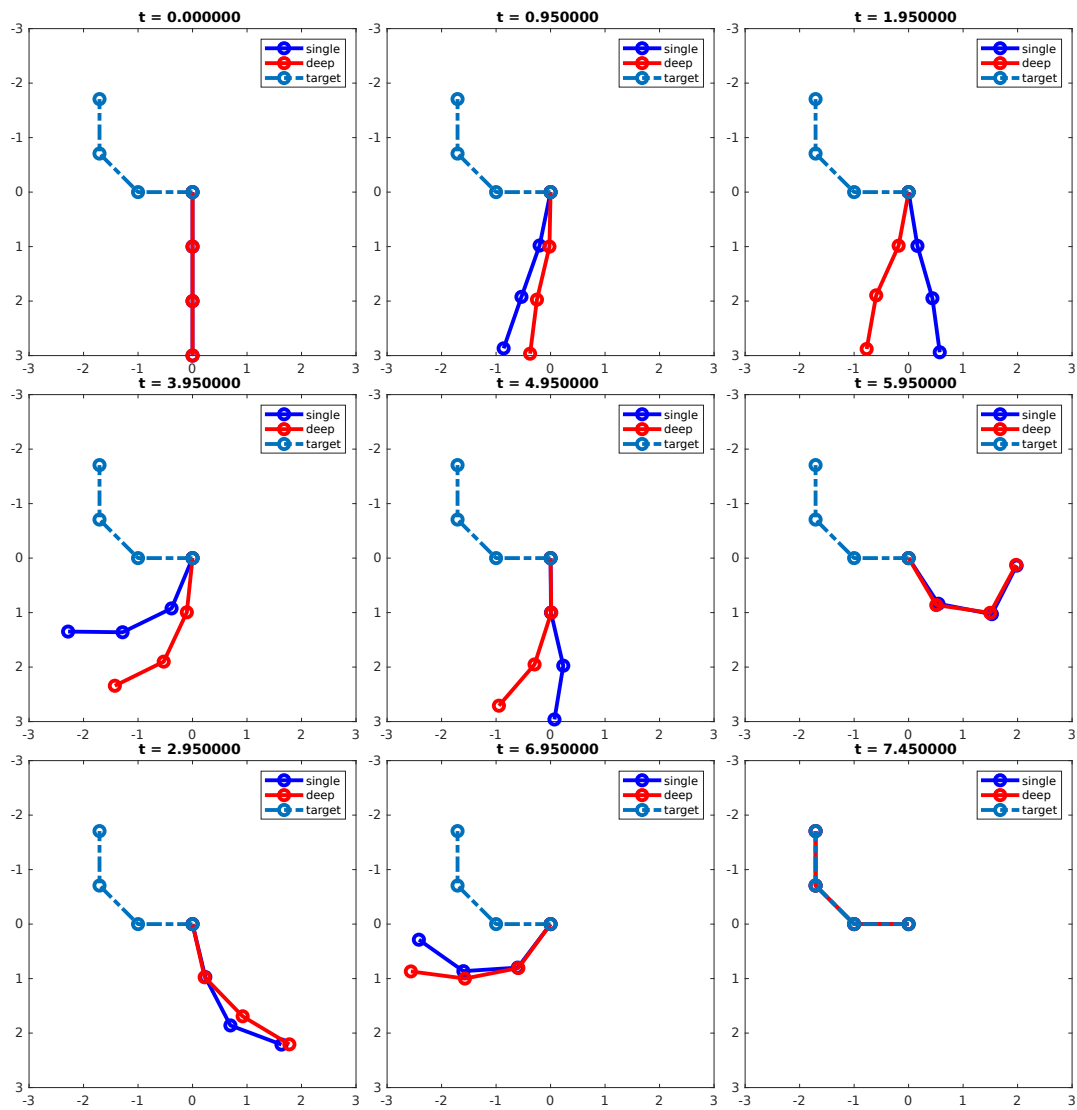 t = 0.000000
-3
-2
-1
0
1
2
3
single
deep
target
-3 -2 -1 0 1 2 3
t = 0.950000
-3
-2
-1
0
1
2
3
single
deep
target
-3 -2 -1 0 1 2 3
t = 1.950000
-3
-2
-1
0
1
2
3
single
deep
target
-3 -2 -1 0 1 2 3
t = 3.950000
-3
-2
-1
0
1
2
3
single
deep
target
-3 -2 -1 0 1 2 3
t = 4.950000
-3
-2
-1
0
1
2
3
single
deep
target
-3 -2 -1 0 1 2 3
t = 5.950000
-3
-2
-1
0
1
2
3
single
deep
target
-3 -2 -1 0 1 2 3
t = 2.950000
-3
-2
-1
0
1
2
3
single
deep
target
-3 -2 -1 0 1 2 3
t = 6.950000
-3
-2
-1
0
1
2
3
single
deep
target
-3 -2 -1 0 1 2 3
t = 7.450000
-3
-2
-1
0
1
2
3
single
deep
target
-3 -2 -1 0 1 2 3